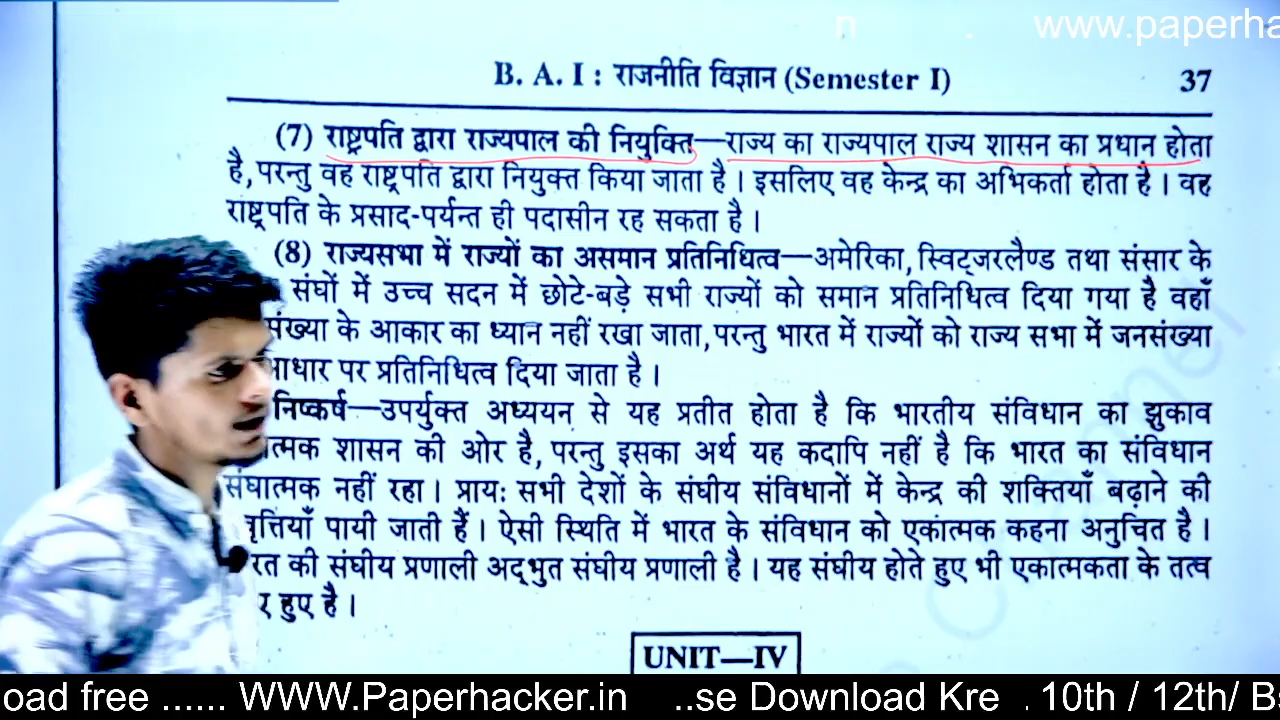 n . www.paperha
B. A. I : राजनीति विज्ञान (Semester I) 37
(7) राष्ट्रपति द्वारा राज्यपाल की नियुक्ति—राज्य का राज्यपाल राज्य शासन का प्रधान होता
है, परन्तु वह राष्ट्रपति द्वारा नियुक्त किया जाता है । इसलिए वह केन्द्र का अभिकर्ता होता है । वह
राष्ट्रपति के प्रसाद-पर्यन्त ही पदासीन रह सकता है ।
(8) राज्यसभा में राज्यों का असमान प्रतिनिधित्व—अमेरिका, स्विट्जरलैण्ड तथा संसार के
संघों में उच्च सदन में छोटे-बड़े सभी राज्यों को समान प्रतिनिधित्व दिया गया है वहाँ
संख्या के आकार का ध्यान नहीं रखा जाता, परन्तु भारत में राज्यों को राज्य सभा में जनसंख्या
आधार पर प्रतिनिधित्व दिया जाता है ।
निष्कर्ष—उपर्युक्त अध्ययन से यह प्रतीत होता है कि भारतीय संविधान का झुकाव
त्मक शासन की ओर है, परन्तु इसका अर्थ यह कदापि नहीं है कि भारत का संविधान
संघात्मक नहीं रहा । प्रायः सभी देशों के संघीय संविधानों में केन्द्र की शक्तियाँ बढ़ाने की
वृत्तियाँ पायी जाती हैं । ऐसी स्थिति में भारत के संविधान को एकात्मक कहना अनुचित है ।
रत की संघीय प्रणाली अद्भुत संघीय प्रणाली है । यह संघीय होते हुए भी एकात्मकता के तत्व
हुए है ।
UNIT—IV
oad free ...... WWW.Paperhacker.in ..se Download Kre . 10th / 12th/ B